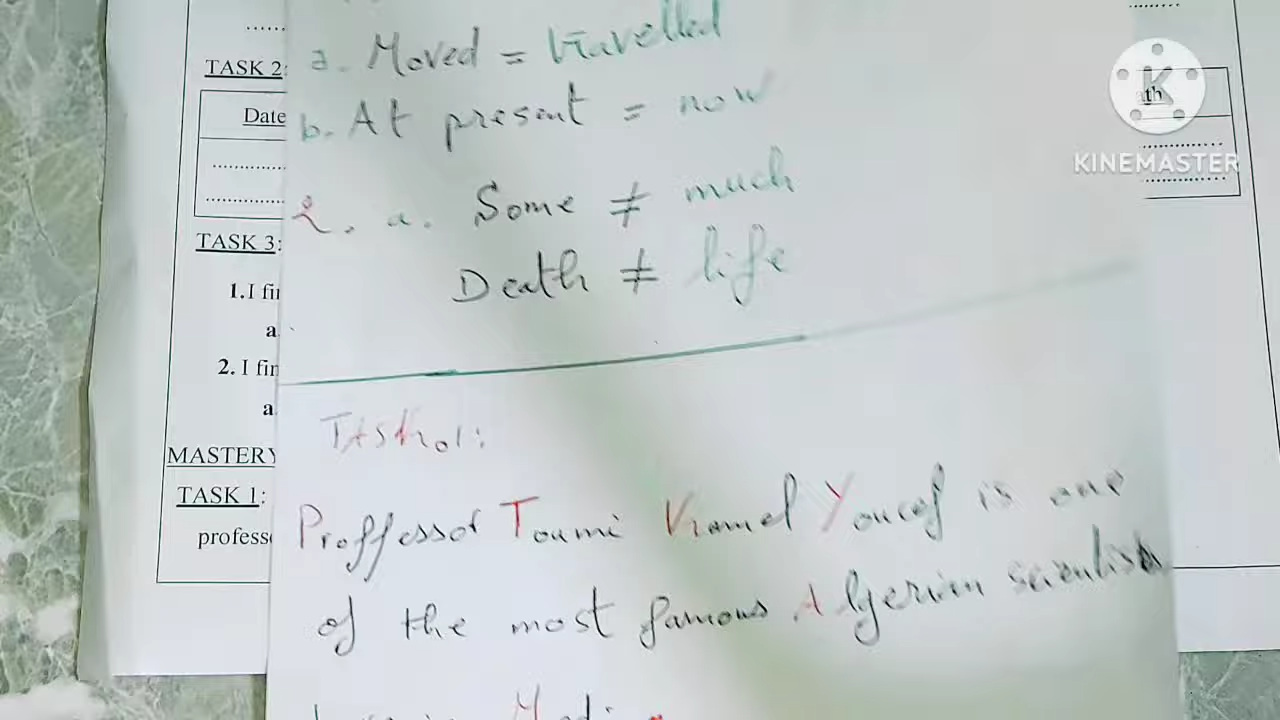 TASK 2:
Date
TASK 3:
1. I fi
a
2. I fi
a
MASTERY
TASK 1:
profess
a. Moved = travelled
b. At present = now
2. a. Some ≠ much
Death ≠ life
Task 01:
Proffessor Toumi Kamel Youcef is one
of the most famous Algerian scientists
ath
KINEMASTER